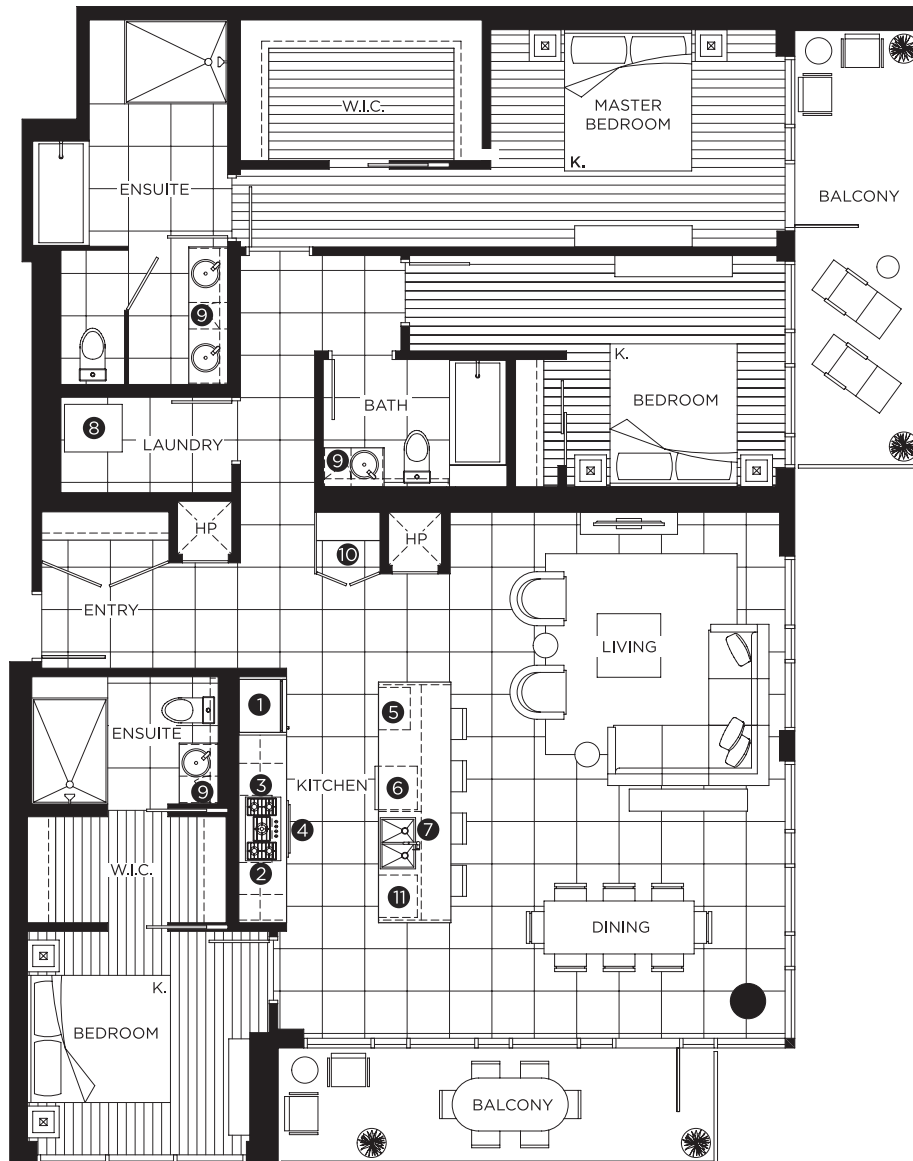 W.I.C.
MASTER
BEDROOM
K.
ENSUITE
BALCONY
9
K.
BATH
BEDROOM
8
LAUNDRY
9
HP
10
HP
ENTRY
LIVING
1
5
ENSUITE
3
KITCHEN
6
9
4
7
W.I.C.
2
11
DINING
K.
BEDROOM
BALCONY